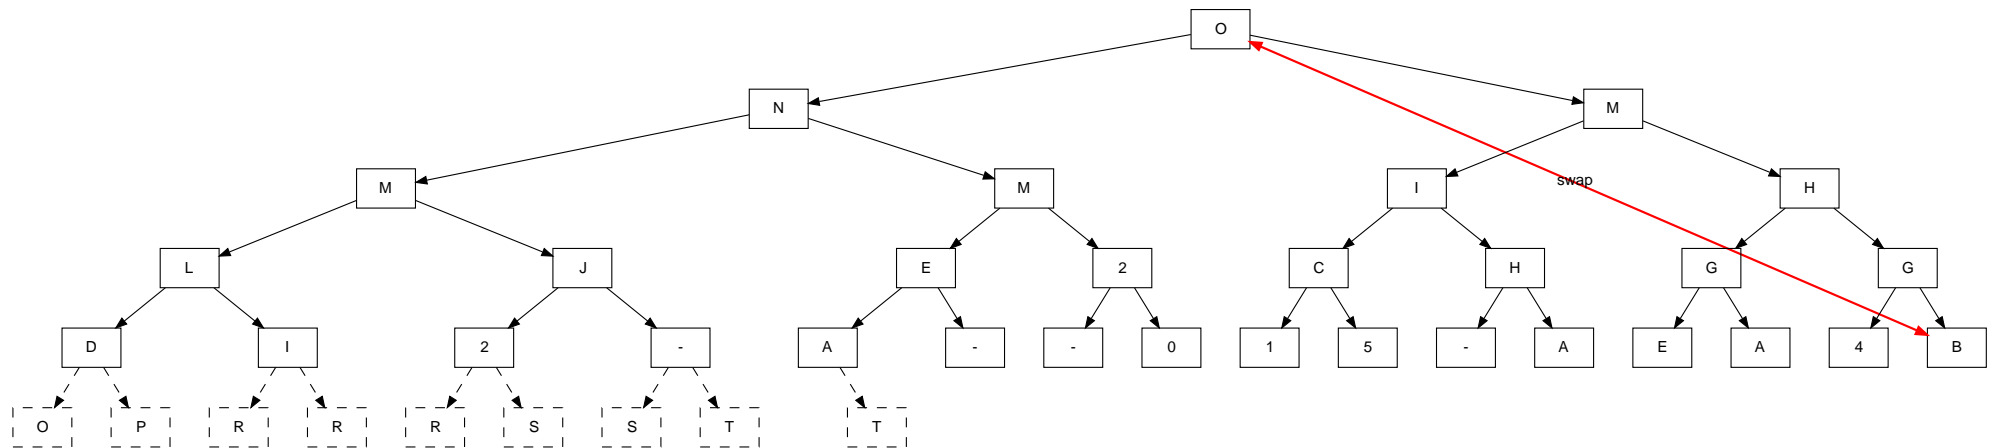 O
N M
M M I H
swap
L J E 2 C H G G
D I 2 - A - - 0 1 5 - A E A 4 B
O P R R R S S T T